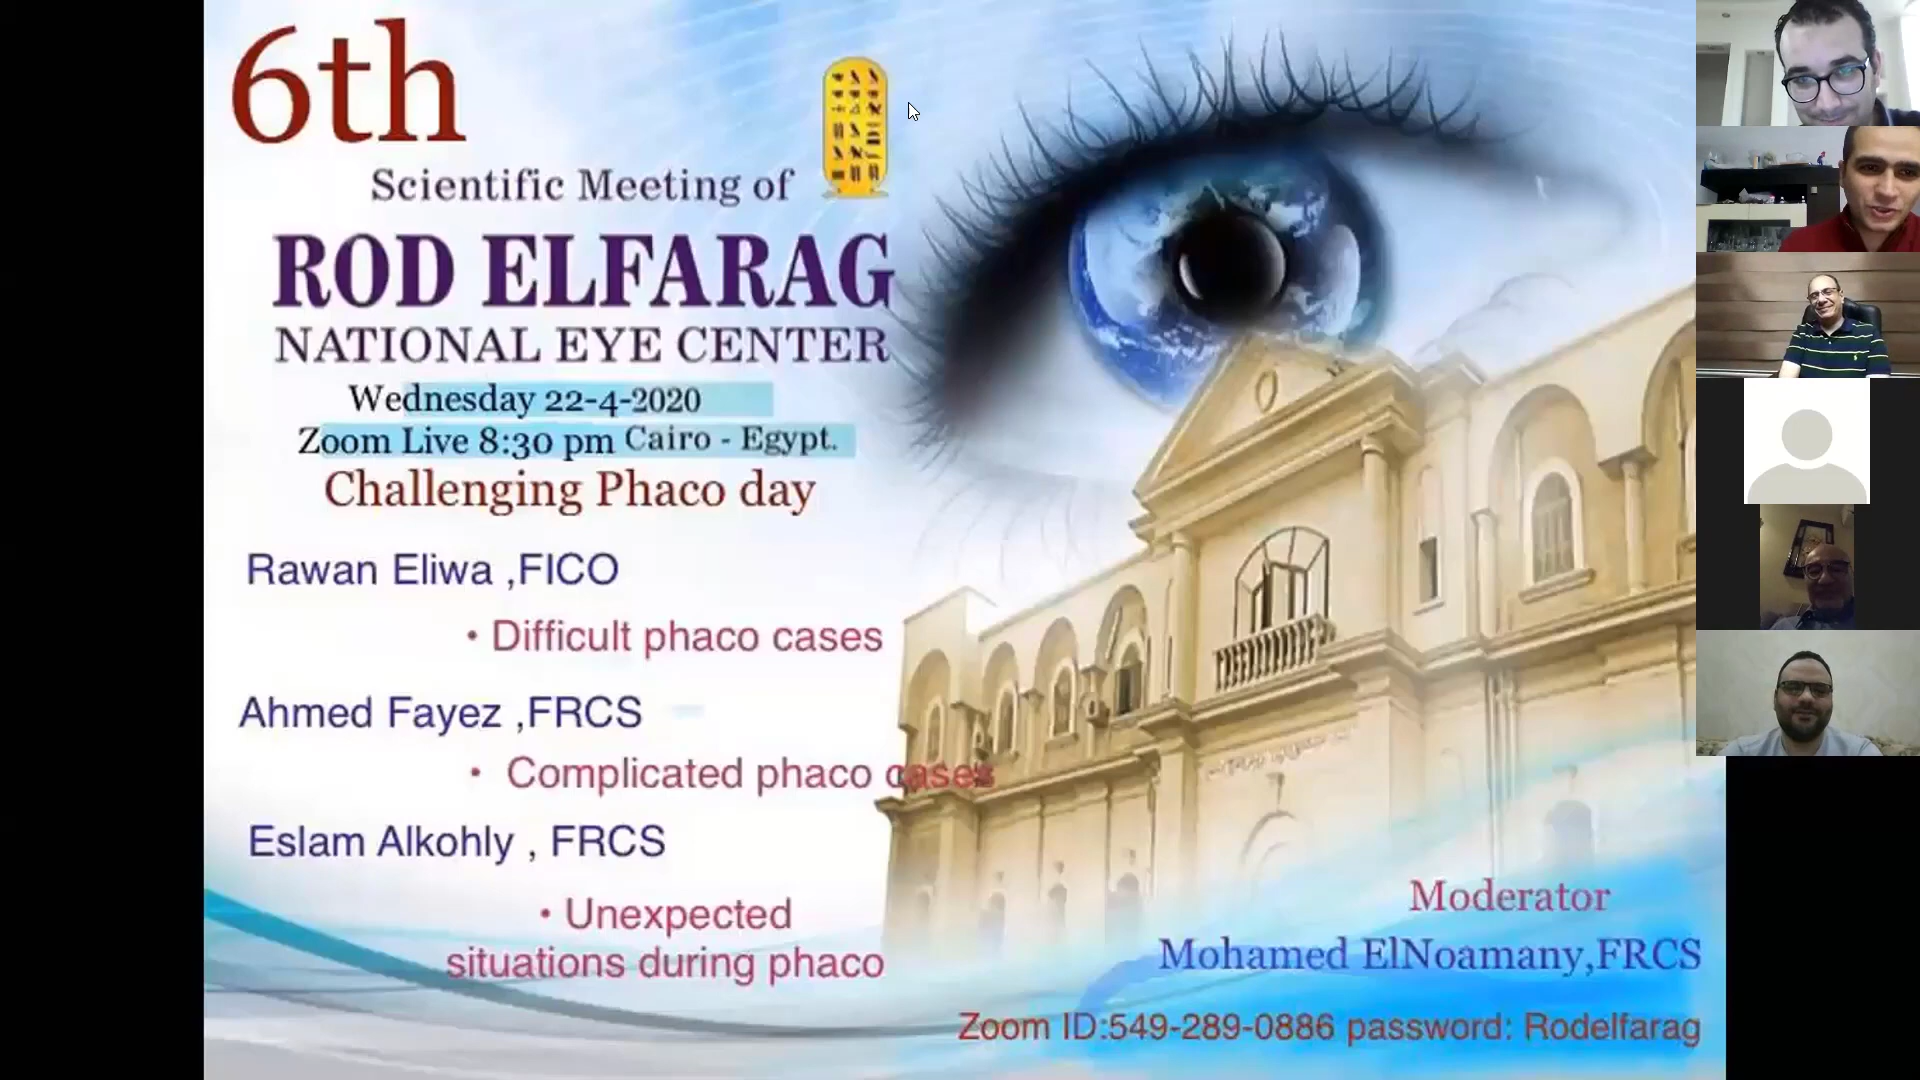 6th
Scientific Meeting of
ROD ELFARAG
NATIONAL EYE CENTER
Wednesday 22-4-2020
Zoom Live 8:30 pm Cairo - Egypt.
Challenging Phaco day
Rawan Eliwa ,FICO
• Difficult phaco cases
Ahmed Fayez ,FRCS
• Complicated phaco cases
Eslam Alkohly , FRCS
• Unexpected
situations during phaco
Moderator
Mohamed ElNoamany,FRCS
Zoom ID:549-289-0886 password: Rodelfarag